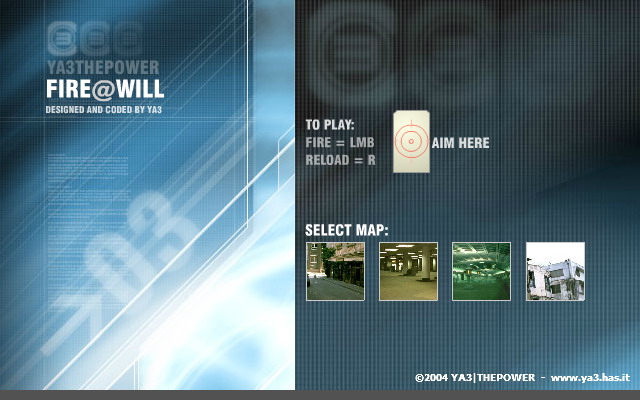 YA3THEPOWER
FIRE@WILL
DESIGNED AND CODED BY YA3
TO PLAY:
FIRE = LMB
RELOAD = R
AIM HERE
SELECT MAP:
©2004 YA3|THEPOWER - www.ya3.has.it